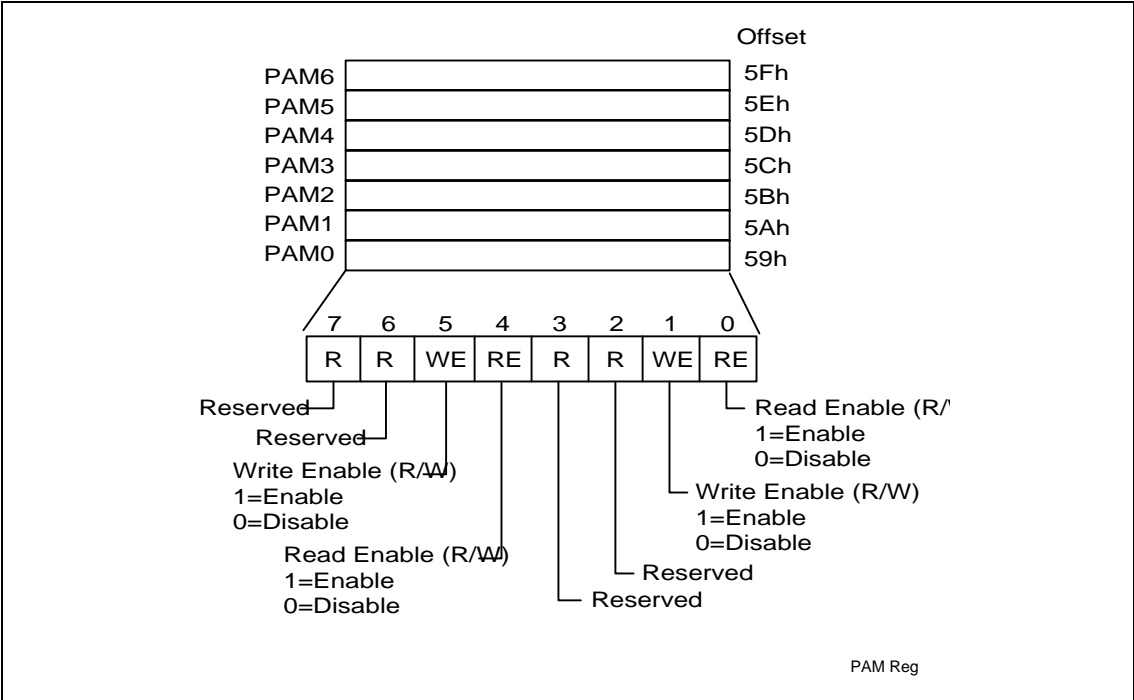 Offset
PAM6 5Fh
PAM5 5Eh
PAM4 5Dh
PAM3 5Ch
PAM2 5Bh
PAM1 5Ah
PAM0 59h
7 6 5 4 3 2 1 0
R R WE RE R R WE RE
Reserved
Reserved
Write Enable (R/W)
1=Enable
0=Disable
Read Enable (R/W)
1=Enable
0=Disable
Reserved
Reserved
Write Enable (R/W)
1=Enable
0=Disable
Read Enable (R/
1=Enable
0=Disable
PAM Reg